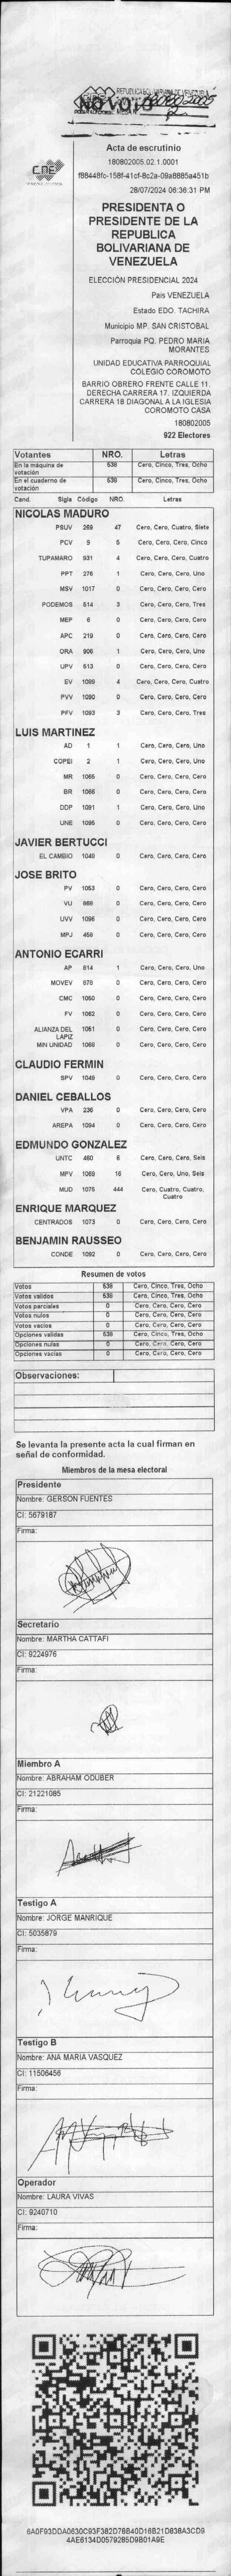 REPUBLICA BOLIVARIANA DE VENEZUELA
NO VOTO
CNE
Acta de escrutinio
180802005.02.1.0001
f88448fc-158f-41cf-8c2a-09a8885a451b
28/07/2024 06:36:31 PM
PRESIDENTA O
PRESIDENTE DE LA
REPUBLICA
BOLIVARIANA DE
VENEZUELA
ELECCIÓN PRESIDENCIAL 2024
Pais VENEZUELA
Estado EDO. TACHIRA
Municipio MP. SAN CRISTOBAL
Parroquia PQ. PEDRO MARIA
MORANTES
UNIDAD EDUCATIVA PARROQUIAL
COLEGIO COROMOTO
BARRIO OBRERO FRENTE CALLE 11.
DERECHA CARRERA 17. IZQUIERDA
CARRERA 18 DIAGONAL A LA IGLESIA
COROMOTO CASA
180802005
922 Electores
Votantes NRO. Letras
En la máquina de votación 538 Cero, Cinco, Tres, Ocho
En el cuaderno de votación 538 Cero, Cinco, Tres, Ocho
Cand. Sigla Código NRO. Letras
NICOLAS MADURO
PSUV 269 47 Cero, Cero, Cuatro, Siete
PCV 9 5 Cero, Cero, Cero, Cinco
TUPAMARO 931 4 Cero, Cero, Cero, Cuatro
PPT 276 1 Cero, Cero, Cero, Uno
MSV 1017 0 Cero, Cero, Cero, Cero
PODEMOS 514 3 Cero, Cero, Cero, Tres
MEP 6 0 Cero, Cero, Cero, Cero
APC 219 0 Cero, Cero, Cero, Cero
ORA 906 1 Cero, Cero, Cero, Uno
UPV 513 0 Cero, Cero, Cero, Cero
EV 1099 4 Cero, Cero, Cero, Cuatro
PVV 1090 0 Cero, Cero, Cero, Cero
PFV 1093 3 Cero, Cero, Cero, Tres
LUIS MARTINEZ
AD 1 1 Cero, Cero, Cero, Uno
COPEI 2 1 Cero, Cero, Cero, Uno
MR 1065 0 Cero, Cero, Cero, Cero
BR 1066 0 Cero, Cero, Cero, Cero
DDP 1091 1 Cero, Cero, Cero, Uno
UNE 1095 0 Cero, Cero, Cero, Cero
JAVIER BERTUCCI
EL CAMBIO 1049 0 Cero, Cero, Cero, Cero
JOSE BRITO
PV 1053 0 Cero, Cero, Cero, Cero
VU 868 0 Cero, Cero, Cero, Cero
UVV 1096 0 Cero, Cero, Cero, Cero
MPJ 458 0 Cero, Cero, Cero, Cero
ANTONIO ECARRI
AP 814 1 Cero, Cero, Cero, Uno
MOVEV 878 0 Cero, Cero, Cero, Cero
CMC 1050 0 Cero, Cero, Cero, Cero
FV 1062 0 Cero, Cero, Cero, Cero
ALIANZA DEL LAPIZ 1061 0 Cero, Cero, Cero, Cero
MIN UNIDAD 1068 0 Cero, Cero, Cero, Cero
CLAUDIO FERMIN
SPV 1049 0 Cero, Cero, Cero, Cero
DANIEL CEBALLOS
VPA 236 0 Cero, Cero, Cero, Cero
AREPA 1094 0 Cero, Cero, Cero, Cero
EDMUNDO GONZALEZ
UNTC 460 6 Cero, Cero, Cero, Seis
MPV 1069 16 Cero, Cero, Uno, Seis
MUD 1075 444 Cero, Cuatro, Cuatro, Cuatro
ENRIQUE MARQUEZ
CENTRADOS 1073 0 Cero, Cero, Cero, Cero
BENJAMIN RAUSSEO
CONDE 1092 0 Cero, Cero, Cero, Cero
Resumen de votos
Votos 538 Cero, Cinco, Tres, Ocho
Votos validos 538 Cero, Cinco, Tres, Ocho
Votos parciales 0 Cero, Cero, Cero, Cero
Votos nulos 0 Cero, Cero, Cero, Cero
Votos vacios 0 Cero, Cero, Cero, Cero
Opciones validas 538 Cero, Cinco, Tres, Ocho
Opciones nulas 0 Cero, Cero, Cero, Cero
Opciones vacias 0 Cero, Cero, Cero, Cero
Observaciones:
Se levanta la presente acta la cual firman en
señal de conformidad.
Miembros de la mesa electoral
Presidente
Nombre: GERSON FUENTES
CI: 5679187
Firma:
Secretario
Nombre: MARTHA CATTAFI
CI: 9224976
Firma:
Miembro A
Nombre: ABRAHAM ODUBER
CI: 21221085
Firma:
Testigo A
Nombre: JORGE MANRIQUE
CI: 5035879
Firma:
Testigo B
Nombre: ANA MARIA VASQUEZ
CI: 11506456
Firma:
Operador
Nombre: LAURA VIVAS
CI: 9240710
Firma:
6A0F93DDA0630C93F382D78B40D16B21D838A3CD9
4AE6134D0579285D9B01A9E